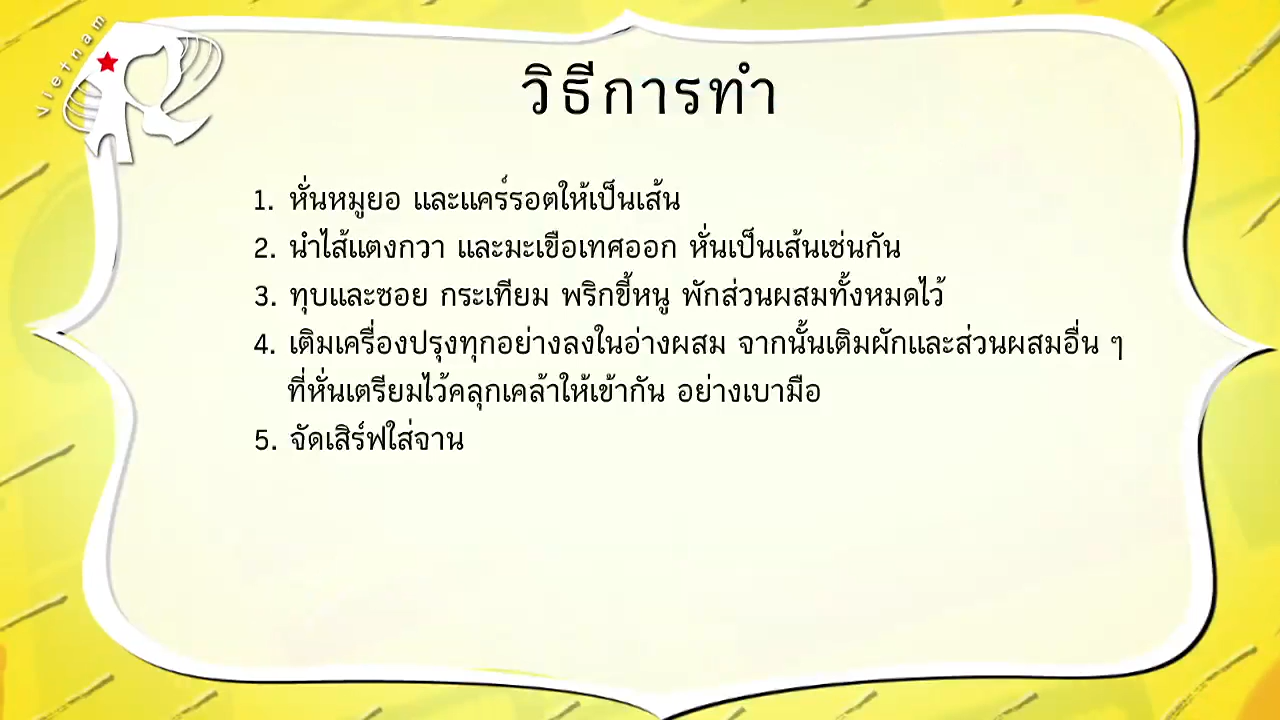 Vietnam
วิธีการทำ
1. หั่นหมูยอ และแคร์รอตให้เป็นเส้น
2. นำไส้แตงกวา และมะเขือเทศออก หั่นเป็นเส้นเช่นกัน
3. ทุบและซอย กระเทียม พริกขี้หนู พักส่วนผสมทั้งหมดไว้
4. เติมเครื่องปรุงทุกอย่างลงในอ่างผสม จากนั้นเติมผักและส่วนผสมอื่น ๆ
ที่หั่นเตรียมไว้คลุกเคล้าให้เข้ากัน อย่างเบามือ
5. จัดเสิร์ฟใส่จาน